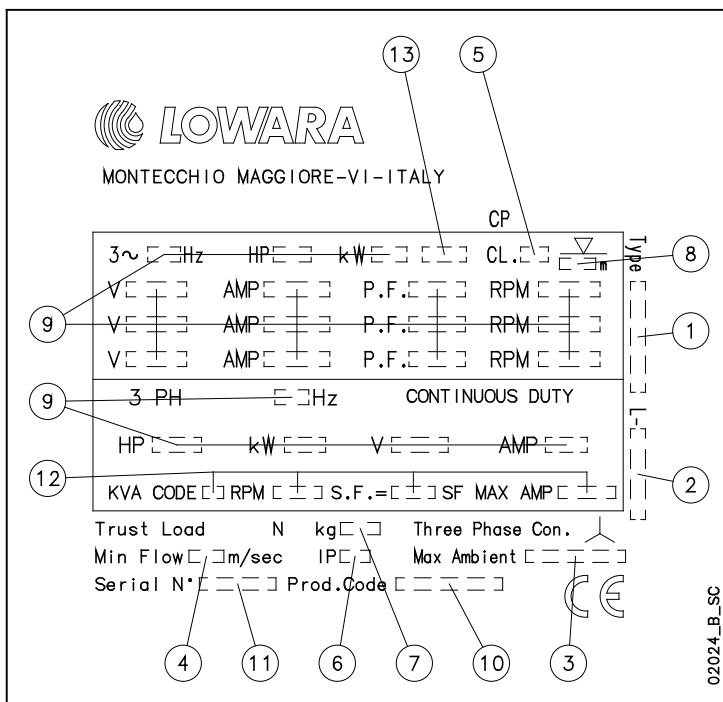 13 5
LOWARA
MONTECCHIO MAGGIORE-VI-ITALY
CP
3~ Hz HP kW CL. m Type 8
V AMP P.F. RPM
9 V AMP P.F. RPM 1
V AMP P.F. RPM
9 3 PH Hz CONTINUOUS DUTY L-
HP kW V AMP
12 2
KVA CODE RPM S.F.= SF MAX AMP
Trust Load N kg Three Phase Con.
Min Flow m/sec IP Max Ambient
Serial N° Prod.Code CE
4 11 6 7 10 3
02024_B_SC